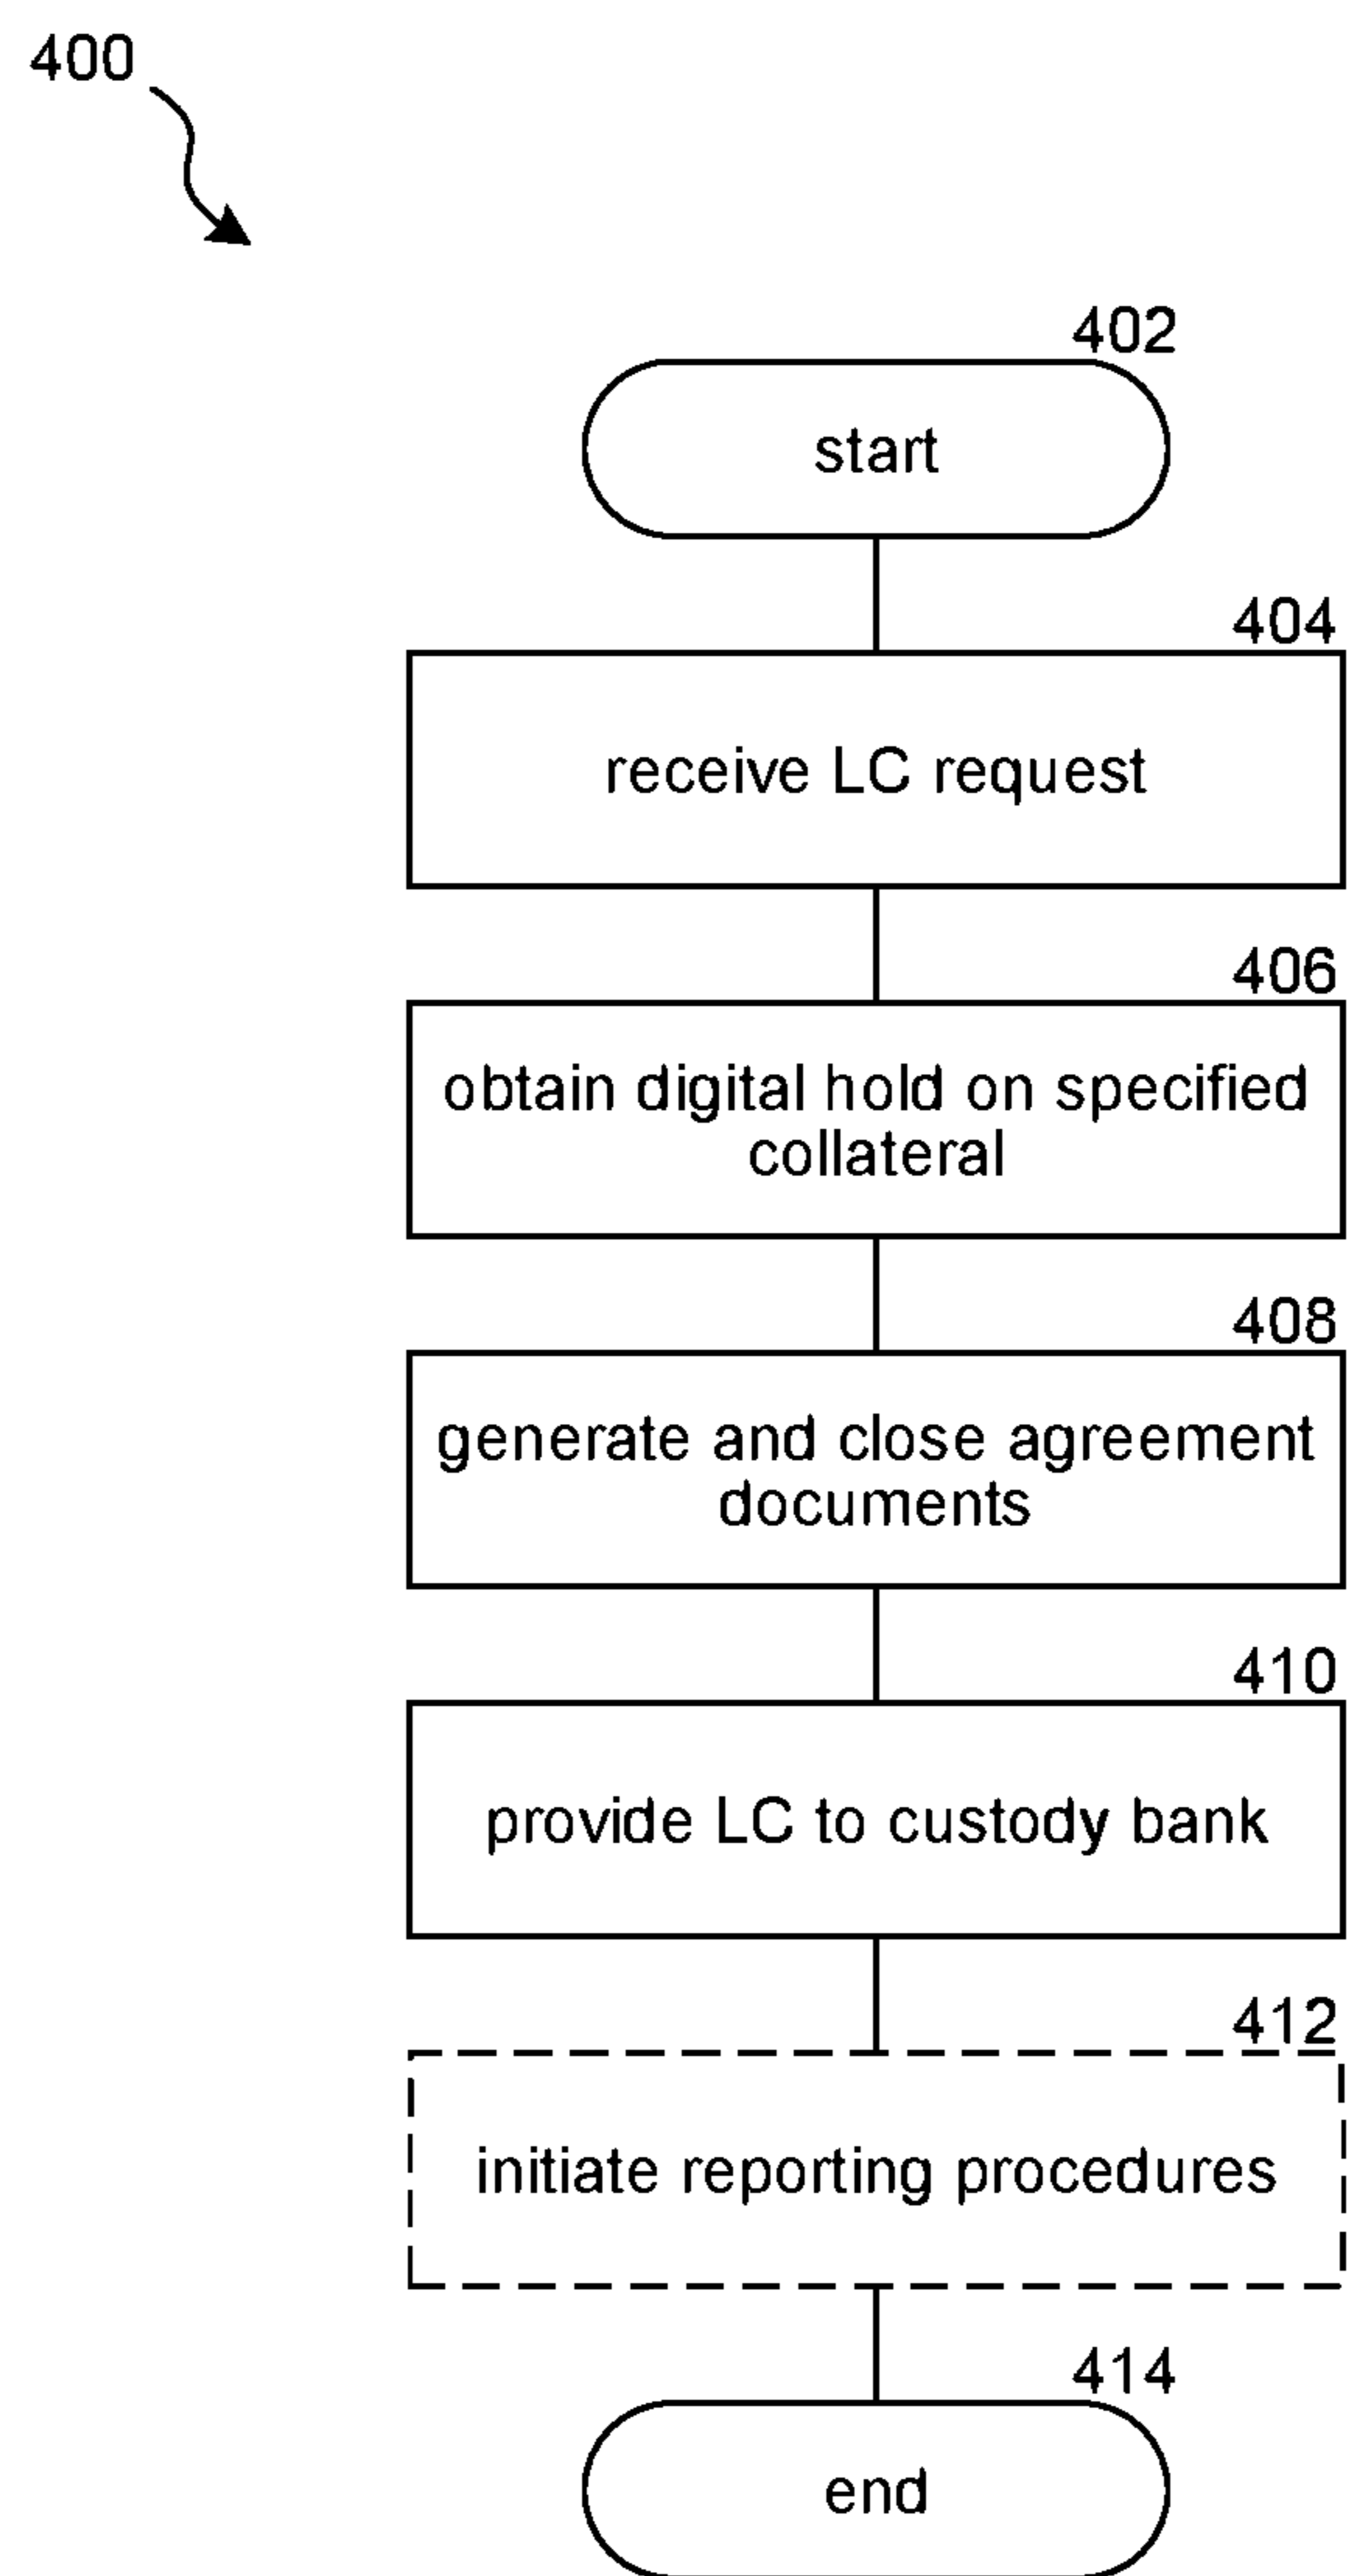 400
402
start
404
receive LC request
406
obtain digital hold on specified
collateral
408
generate and close agreement
documents
410
provide LC to custody bank
412
initiate reporting procedures
414
end